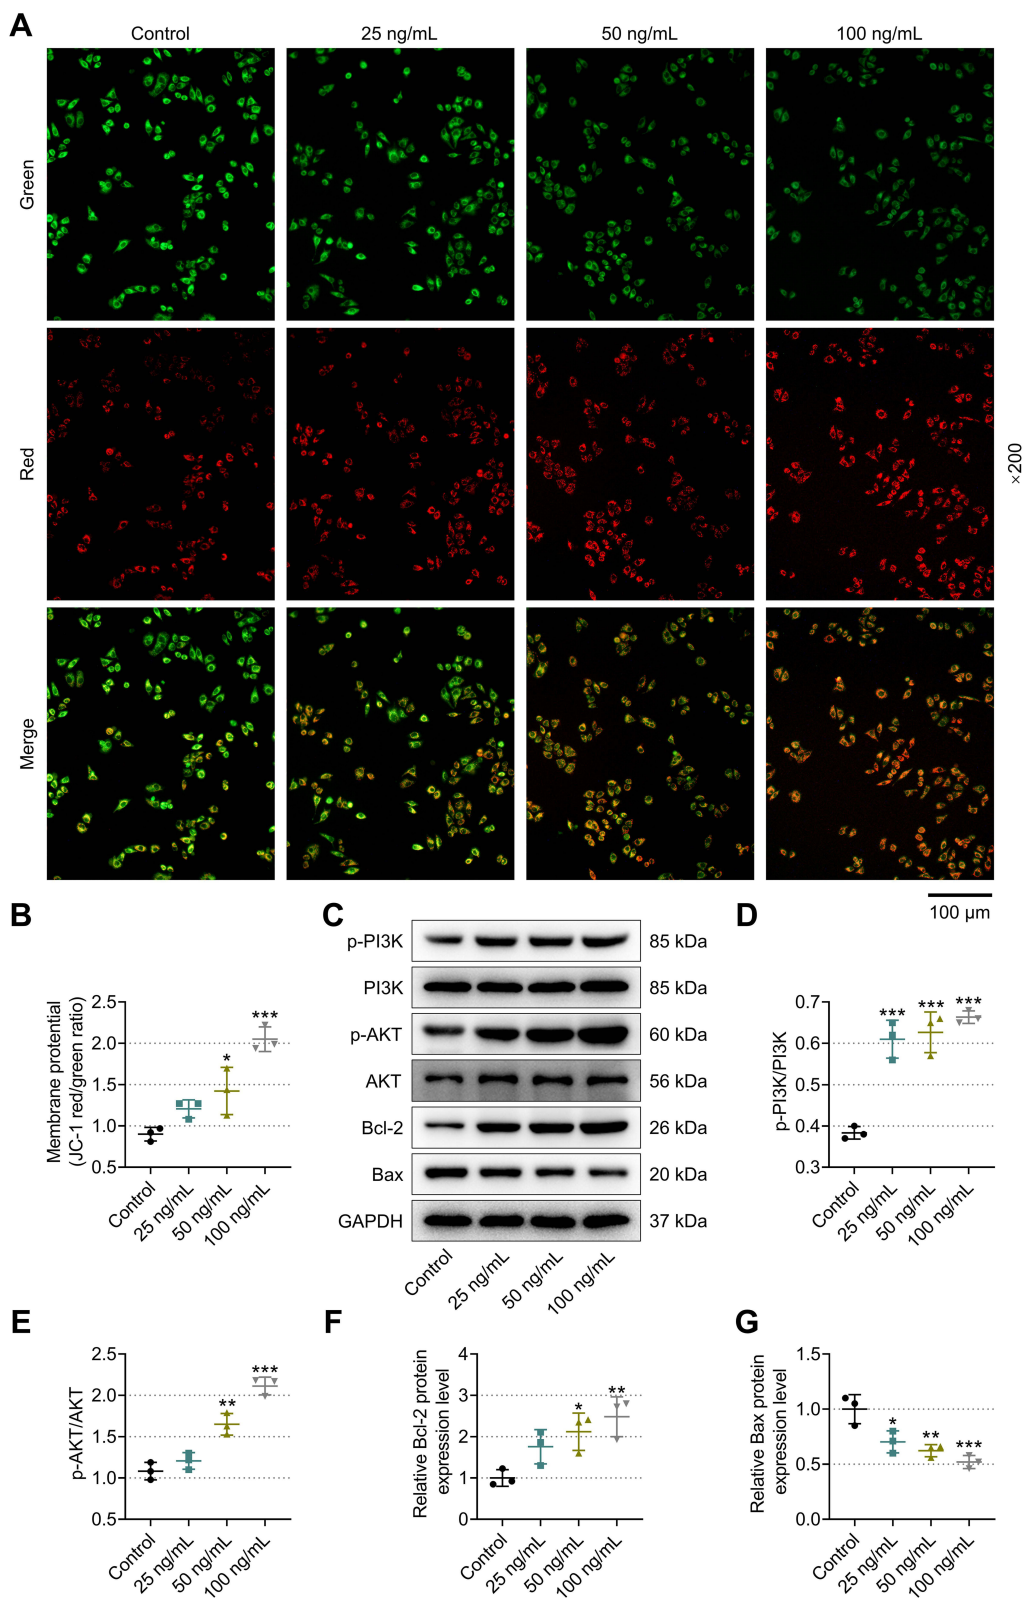 A
Control
25 ng/mL
50 ng/mL
100 ng/mL
Green
Red
Merge
×200
100 µm
B
Membrane potential
(JC-1 red/green ratio)
2.5
2.0
1.5
1.0
0.5
*
***
Control
25 ng/mL
50 ng/mL
100 ng/mL
C
p-PI3K
85 kDa
PI3K
85 kDa
p-AKT
60 kDa
AKT
56 kDa
Bcl-2
26 kDa
Bax
20 kDa
GAPDH
37 kDa
Control
25 ng/mL
50 ng/mL
100 ng/mL
D
p-PI3K/PI3K
0.7
0.6
0.5
0.4
0.3
***
***
***
Control
25 ng/mL
50 ng/mL
100 ng/mL
E
p-AKT/AKT
2.5
2.0
1.5
1.0
0.5
**
***
Control
25 ng/mL
50 ng/mL
100 ng/mL
F
Relative Bcl-2 protein
expression level
4
3
2
1
0
*
**
Control
25 ng/mL
50 ng/mL
100 ng/mL
G
Relative Bax protein
expression level
1.5
1.0
0.5
0.0
*
**
***
Control
25 ng/mL
50 ng/mL
100 ng/mL